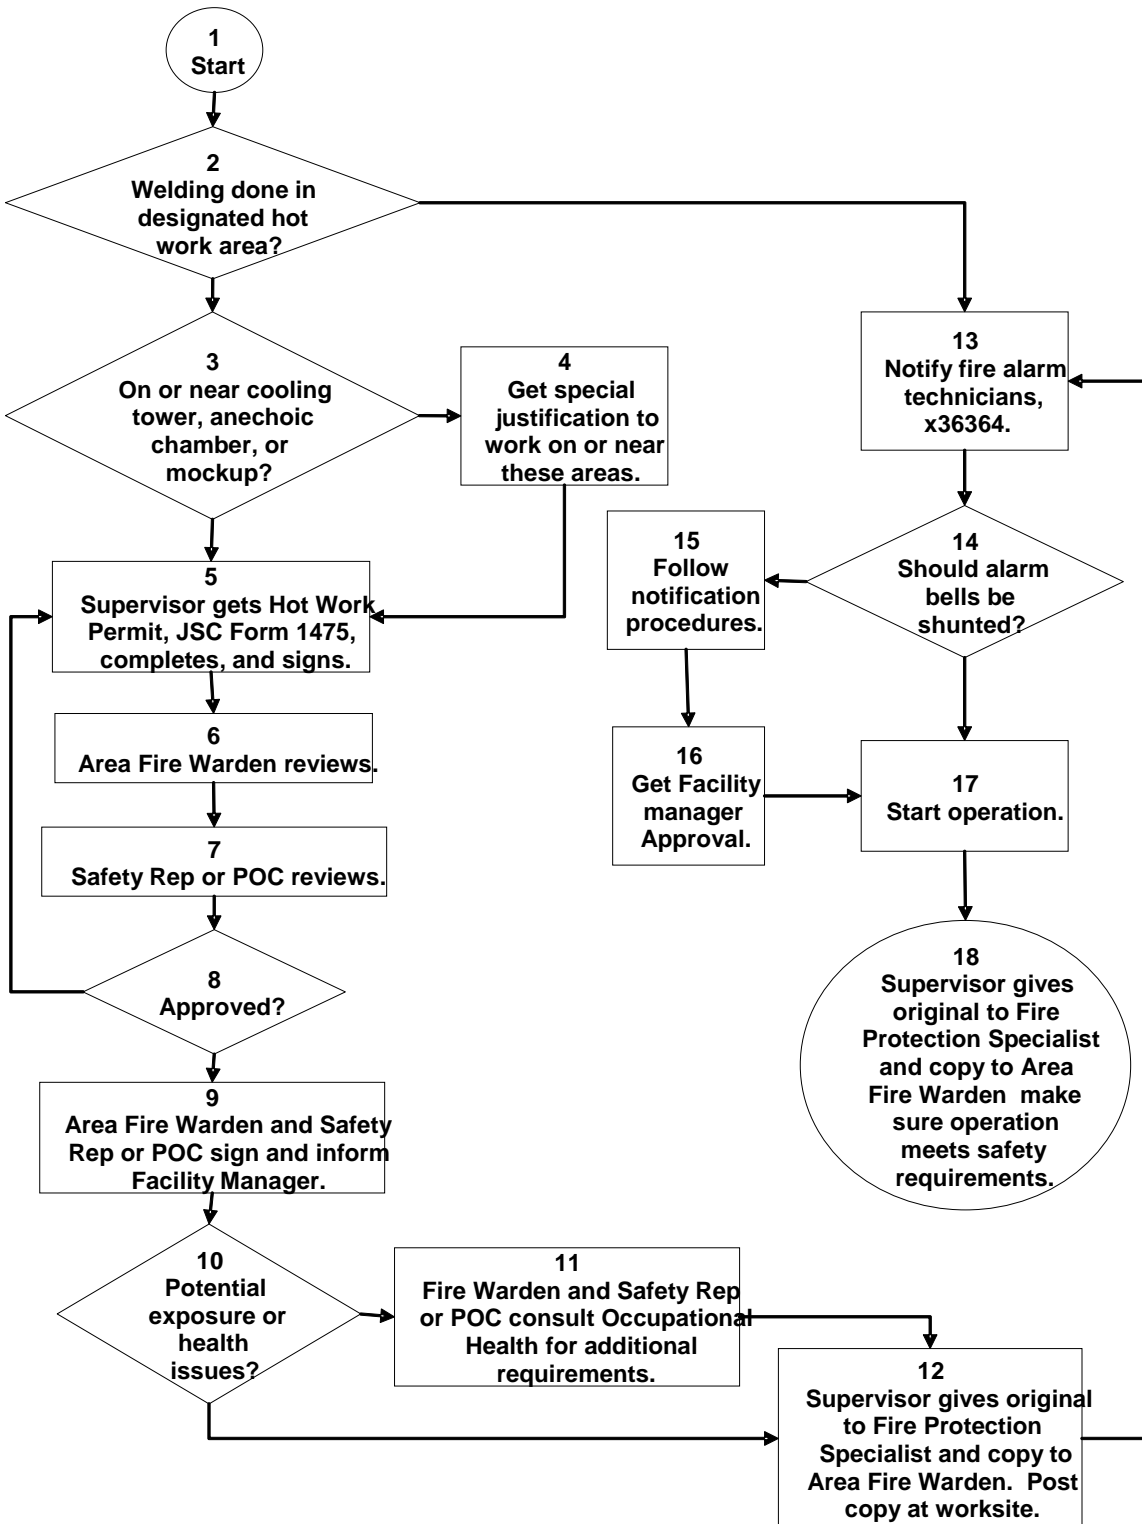 1
Start
2
Welding done in
designated hot
work area?
3
On or near cooling
tower, anechoic
chamber, or
mockup?
4
Get special
justification to
work on or near
these areas.
5
Supervisor gets Hot Work
Permit, JSC Form 1475,
completes, and signs.
6
Area Fire Warden reviews.
7
Safety Rep or POC reviews.
8
Approved?
9
Area Fire Warden and Safety
Rep or POC sign and inform
Facility Manager.
10
Potential
exposure or
health
issues?
11
Fire Warden and Safety Rep
or POC consult Occupational
Health for additional
requirements.
12
Supervisor gives original
to Fire Protection
Specialist and copy to
Area Fire Warden.  Post
copy at worksite.
13
Notify fire alarm
technicians,
x36364.
14
Should alarm
bells be
shunted?
15
Follow
notification
procedures.
16
Get Facility
manager
Approval.
17
Start operation.
18
Supervisor gives
original to Fire
Protection Specialist
and copy to Area
Fire Warden  make
sure operation
meets safety
requirements.